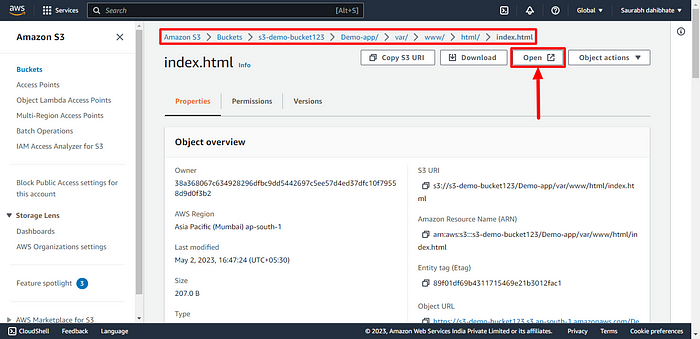 aws
Services
Search
[Alt+S]
Global
Saurabh dahibhate
Amazon S3
Buckets
Access Points
Object Lambda Access Points
Multi-Region Access Points
Batch Operations
IAM Access Analyzer for S3
Block Public Access settings for
this account
Storage Lens
Dashboards
AWS Organizations settings
Feature spotlight 3
AWS Marketplace for S3
Amazon S3 > Buckets > s3-demo-bucket123 > Demo-app/ > var/ > www/ > html/ > index.html
index.html Info
Copy S3 URI
Download
Open
Object actions
Properties
Permissions
Versions
Object overview
Owner
38a368067c634928296dfbc9dd5442697c5ee57d4ed37dfc10f7955
8d9d0f3b2
AWS Region
Asia Pacific (Mumbai) ap-south-1
Last modified
May 2, 2023, 16:47:24 (UTC+05:30)
Size
207.0 B
Type
S3 URI
s3://s3-demo-bucket123/Demo-app/var/www/html/index.ht
ml
Amazon Resource Name (ARN)
arn:aws:s3:::s3-demo-bucket123/Demo-app/var/www/html/in
dex.html
Entity tag (Etag)
89f01df69b4311715469e21b3012fac1
Object URL
https://s3-demo-bucket123.s3.ap-south-1.amazonaws.com/De
CloudShell
Feedback
Language
© 2023, Amazon Web Services India Private Limited or its affiliates.
Privacy
Terms
Cookie preferences